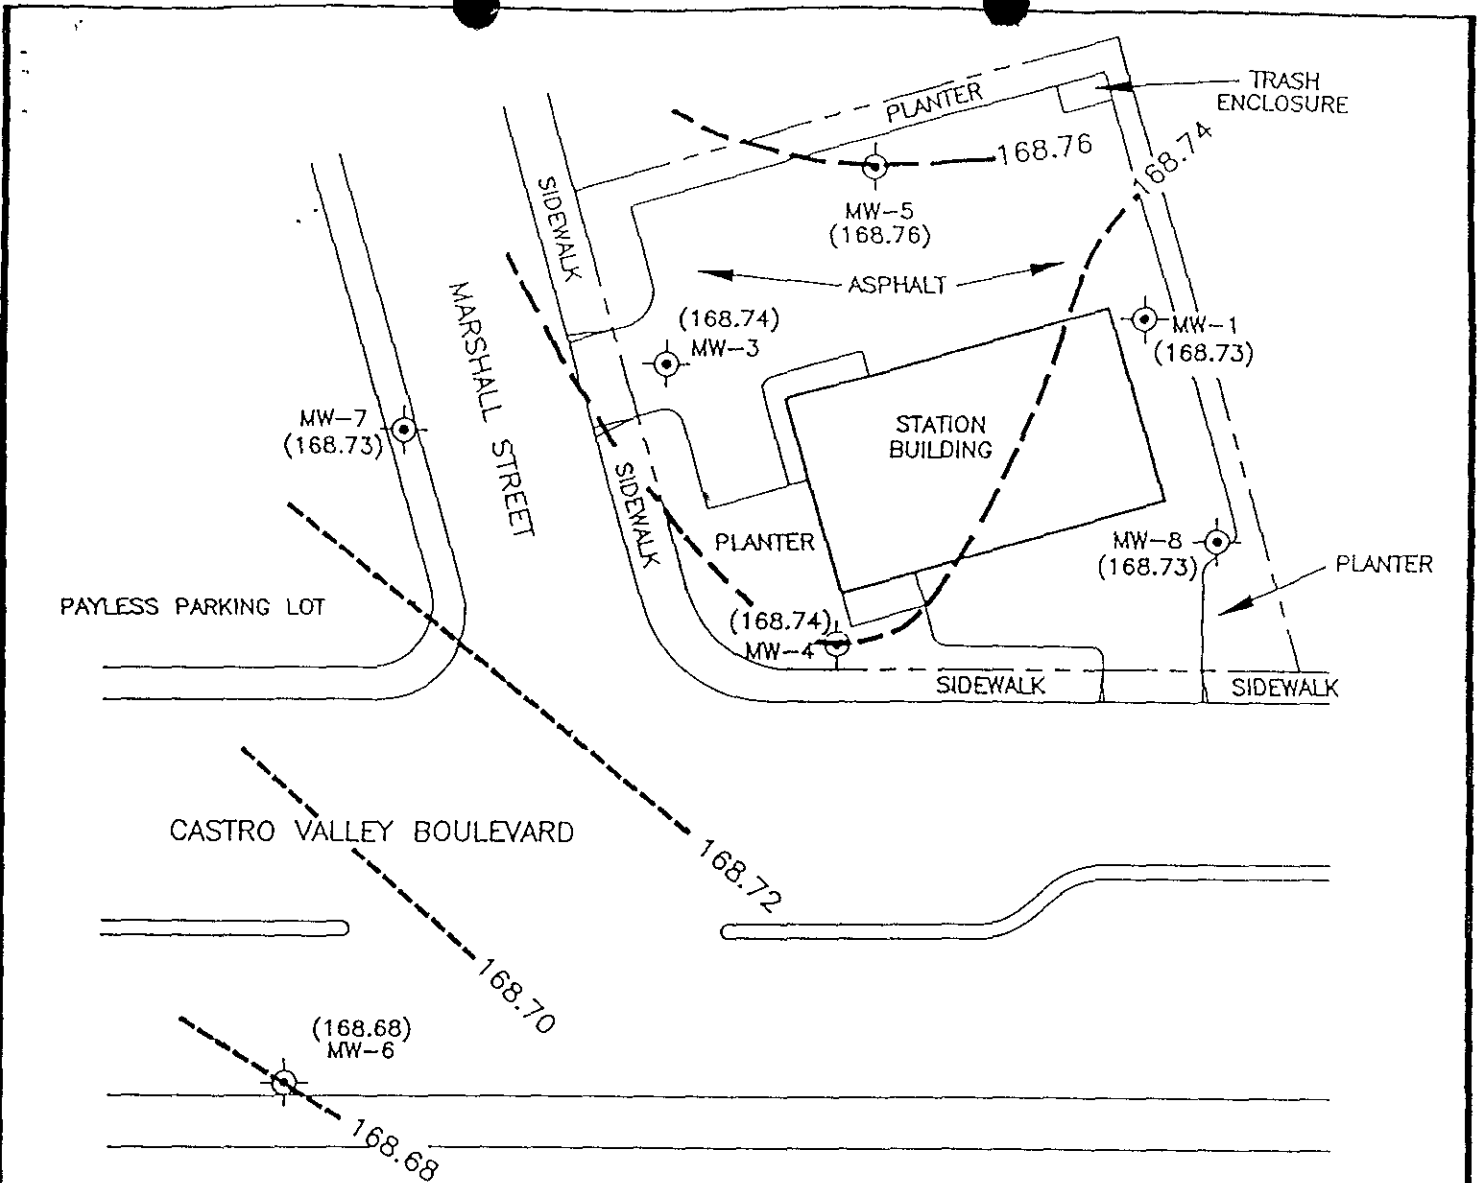 TRASH
ENCLOSURE
PLANTER
168.76
168.74
SIDEWALK
MW-5
(168.76)
ASPHALT
MARSHALL STREET
(168.74)
MW-3
MW-1
(168.73)
MW-7
(168.73)
STATION
BUILDING
SIDEWALK
PLANTER
MW-8
(168.73)
PLANTER
PAYLESS PARKING LOT
(168.74)
MW-4
SIDEWALK
SIDEWALK
CASTRO VALLEY BOULEVARD
168.72
168.70
(168.68)
MW-6
168.68